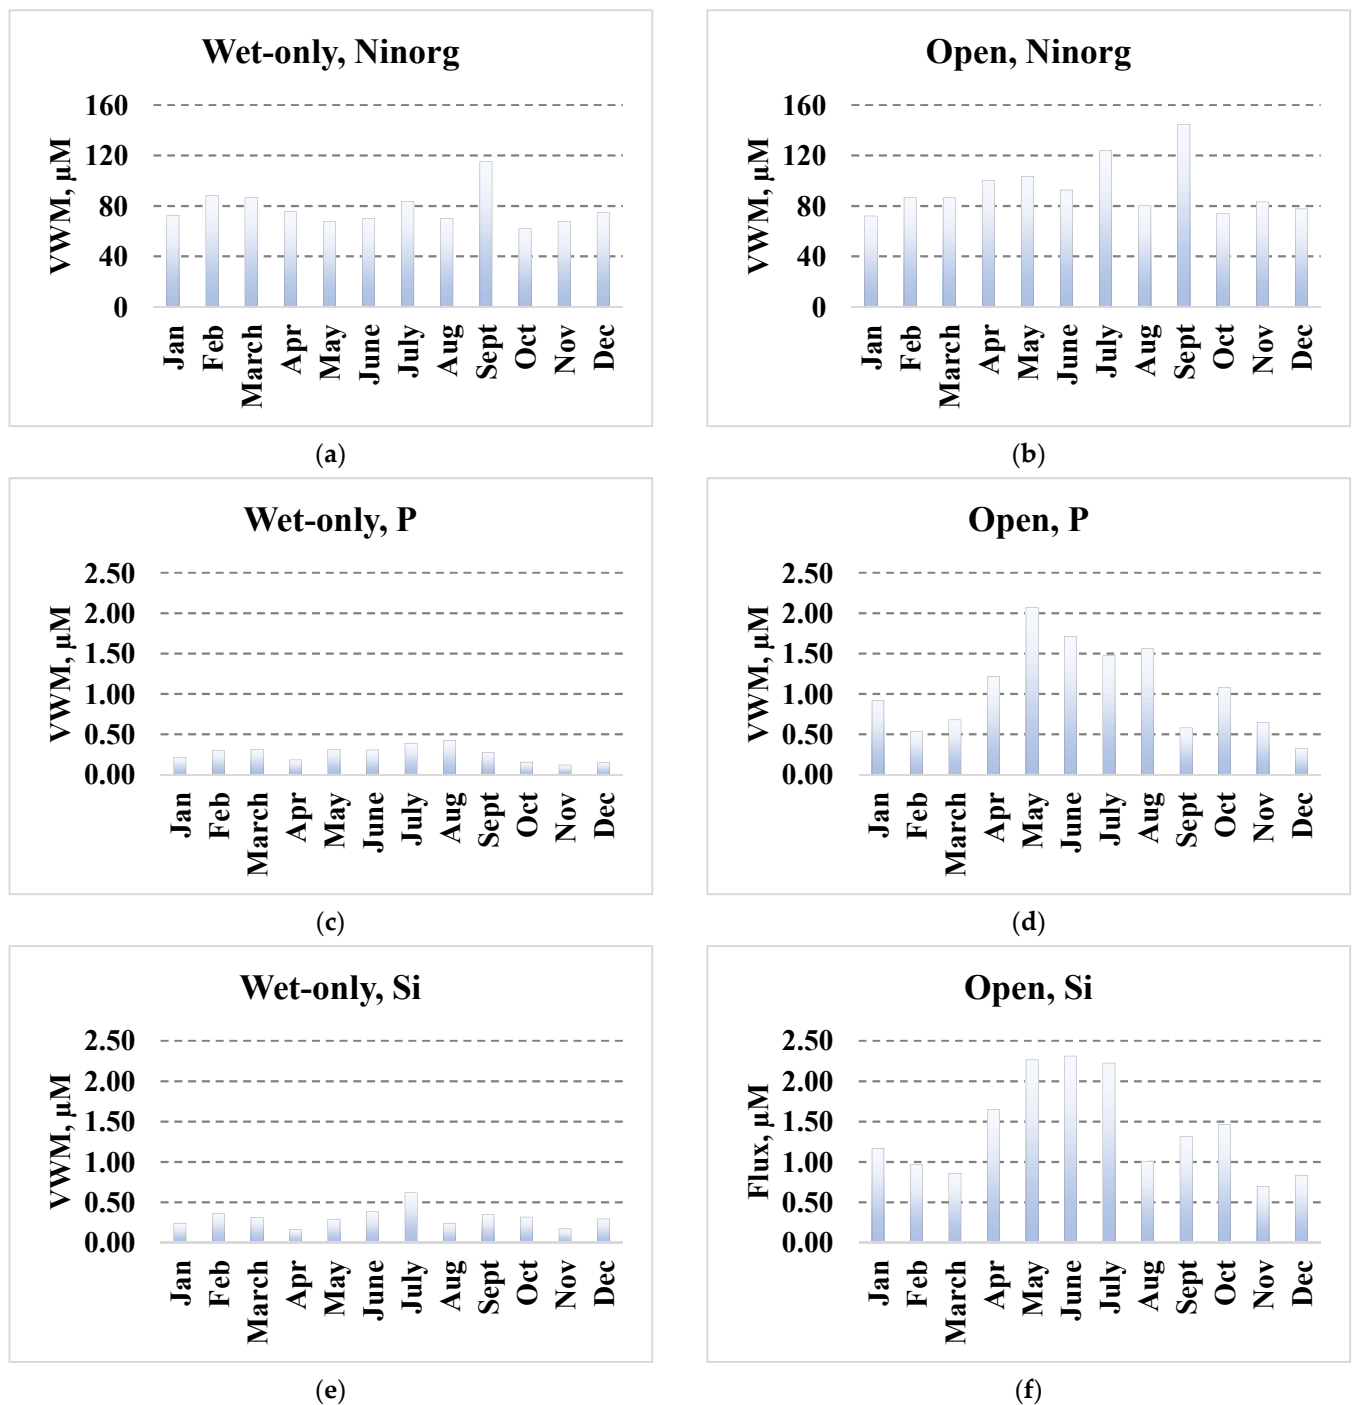 Wet-only, Ninorg
VWM, µM
160
120
80
40
0
Jan
Feb
March
Apr
May
June
July
Aug
Sept
Oct
Nov
Dec
(a)
Open, Ninorg
VWM, µM
160
120
80
40
0
Jan
Feb
March
Apr
May
June
July
Aug
Sept
Oct
Nov
Dec
(b)
Wet-only, P
VWM, µM
2.50
2.00
1.50
1.00
0.50
0.00
Jan
Feb
March
Apr
May
June
July
Aug
Sept
Oct
Nov
Dec
(c)
Open, P
VWM, µM
2.50
2.00
1.50
1.00
0.50
0.00
Jan
Feb
March
Apr
May
June
July
Aug
Sept
Oct
Nov
Dec
(d)
Wet-only, Si
VWM, µM
2.50
2.00
1.50
1.00
0.50
0.00
Jan
Feb
March
Apr
May
June
July
Aug
Sept
Oct
Nov
Dec
(e)
Open, Si
Flux, µM
2.50
2.00
1.50
1.00
0.50
0.00
Jan
Feb
March
Apr
May
June
July
Aug
Sept
Oct
Nov
Dec
(f)